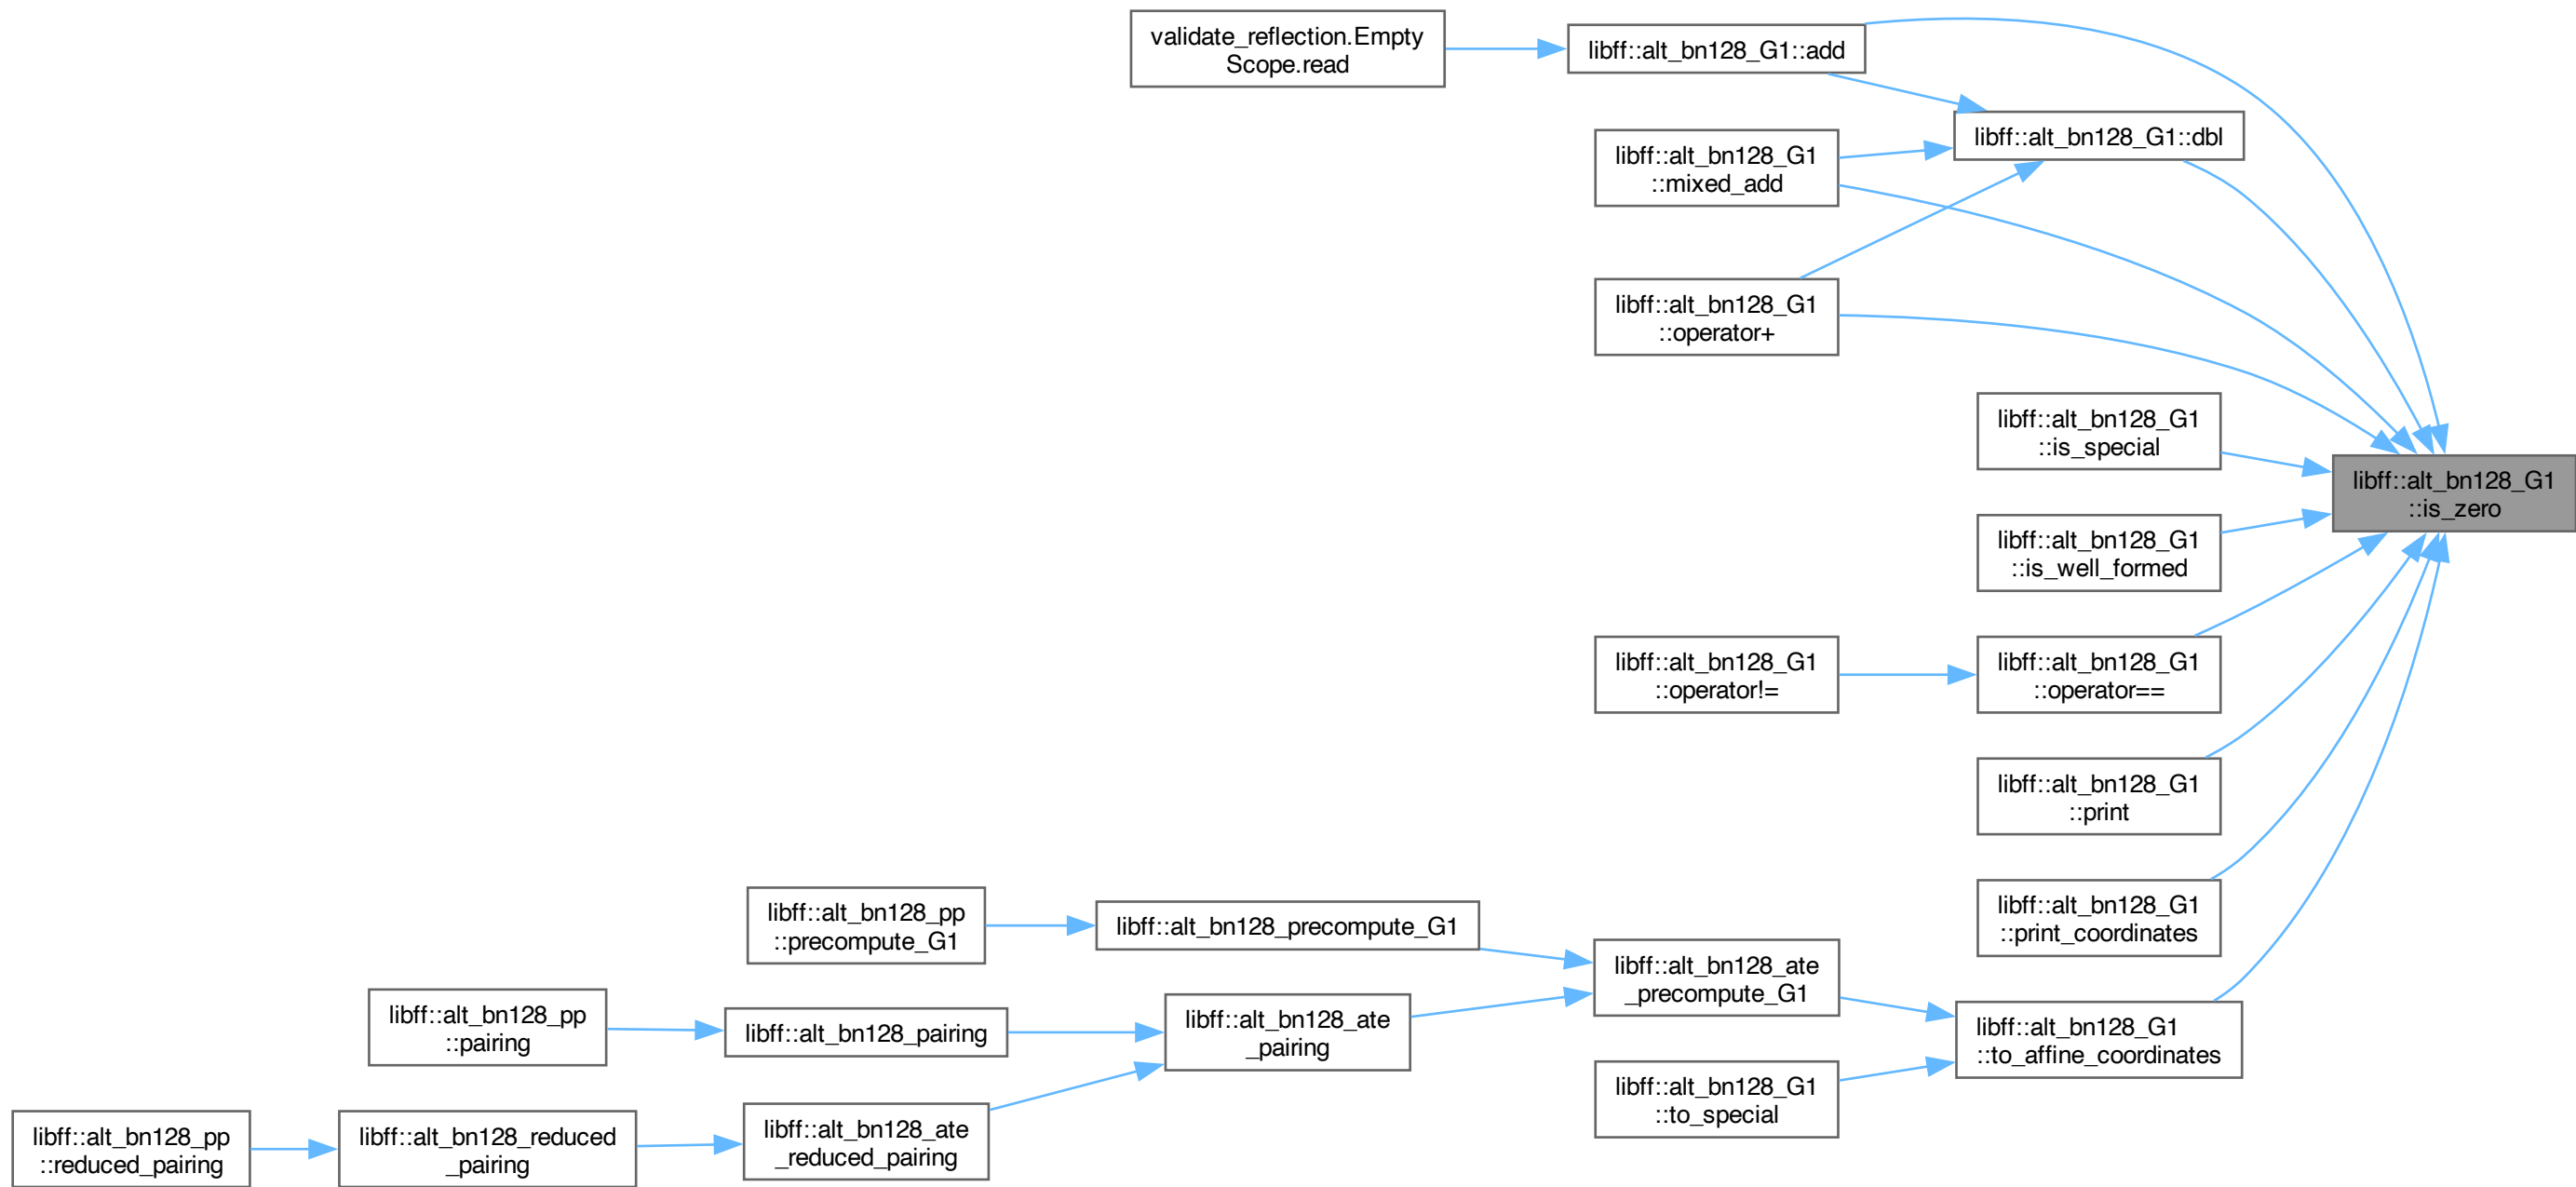 validate_reflection.Empty
Scope.read
libff::alt_bn128_G1::add
libff::alt_bn128_G1::dbl
libff::alt_bn128_G1
::mixed_add
libff::alt_bn128_G1
::operator+
libff::alt_bn128_G1
::is_special
libff::alt_bn128_G1
::is_zero
libff::alt_bn128_G1
::is_well_formed
libff::alt_bn128_G1
::operator!=
libff::alt_bn128_G1
::operator==
libff::alt_bn128_G1
::print
libff::alt_bn128_G1
::print_coordinates
libff::alt_bn128_pp
::precompute_G1
libff::alt_bn128_precompute_G1
libff::alt_bn128_ate
_precompute_G1
libff::alt_bn128_pp
::pairing
libff::alt_bn128_pairing
libff::alt_bn128_ate
_pairing
libff::alt_bn128_G1
::to_affine_coordinates
libff::alt_bn128_G1
::to_special
libff::alt_bn128_pp
::reduced_pairing
libff::alt_bn128_reduced
_pairing
libff::alt_bn128_ate
_reduced_pairing